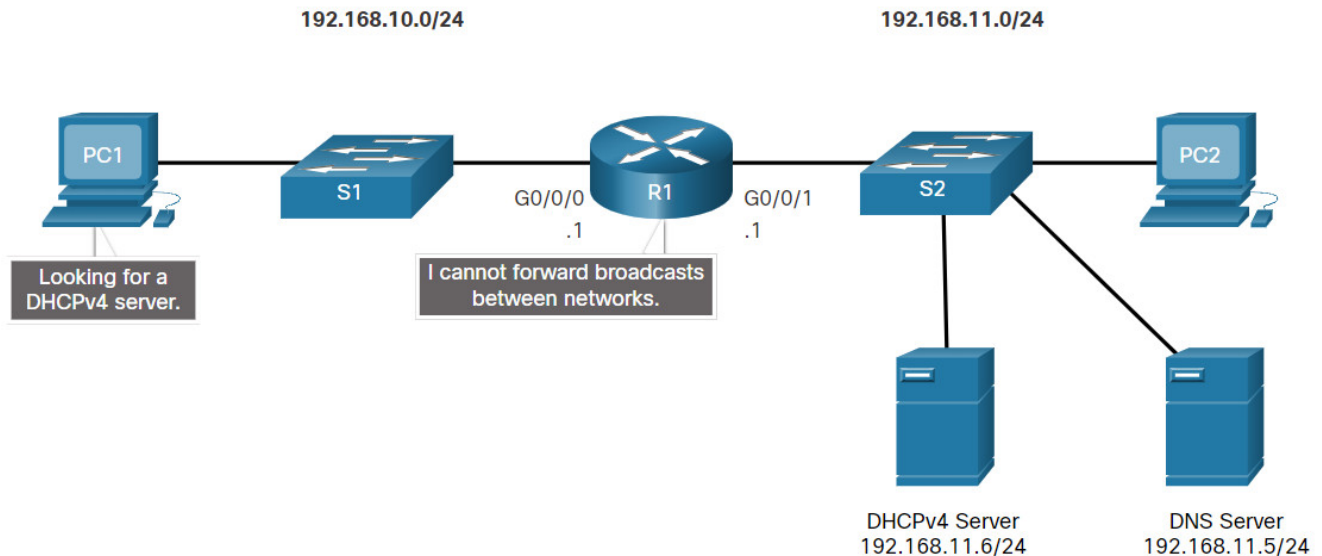 192.168.10.0/24
192.168.11.0/24
PC1
S1
G0/0/0
.1
R1
G0/0/1
.1
S2
PC2
Looking for a
DHCPv4 server.
I cannot forward broadcasts
between networks.
DHCPv4 Server
192.168.11.6/24
DNS Server
192.168.11.5/24